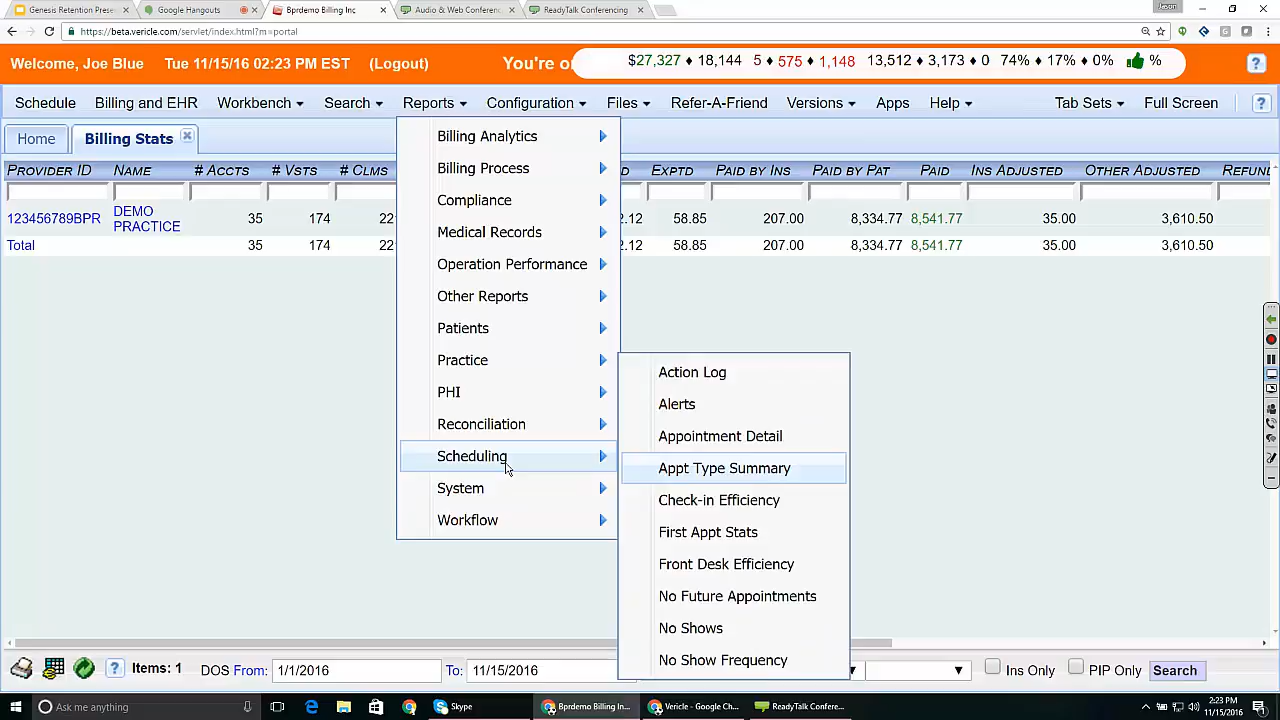 Genesis Retention Preser
Google Hangouts
Bprdemo Billing Inc
Audio & Web Conferenc
ReadyTalk Conferencing
https://beta.vericle.com/servlet/index.html?m=portal
Welcome, Joe Blue Tue 11/15/16 02:23 PM EST (Logout) You're o
$27,327 ♦ 18,144 5 ♦ 575 ♦ 1,148 13,512 ♦ 3,173 ♦ 0 74% ♦ 17% ♦ 0% %
Schedule Billing and EHR Workbench Search Reports Configuration Files Refer-A-Friend Versions Apps Help Tab Sets Full Screen
Home Billing Stats
PROVIDER ID NAME # ACCTS # VSTS # CLMS D EXPTD PAID BY INS PAID BY PAT PAID INS ADJUSTED OTHER ADJUSTED REFUND
123456789BPR DEMO PRACTICE 35 174 22 2.12 58.85 207.00 8,334.77 8,541.77 35.00 3,610.50
Total 35 174 22 2.12 58.85 207.00 8,334.77 8,541.77 35.00 3,610.50
Billing Analytics
Billing Process
Compliance
Medical Records
Operation Performance
Other Reports
Patients
Practice
PHI
Reconciliation
Scheduling
System
Workflow
Action Log
Alerts
Appointment Detail
Appt Type Summary
Check-in Efficiency
First Appt Stats
Front Desk Efficiency
No Future Appointments
No Shows
No Show Frequency
Items: 1 DOS From: 1/1/2016 To: 11/15/2016 Ins Only PIP Only Search
Ask me anything
Skype
Bprdemo Billing In...
Vericle - Google Ch...
ReadyTalk Conferen...
2:23 PM
11/15/2016